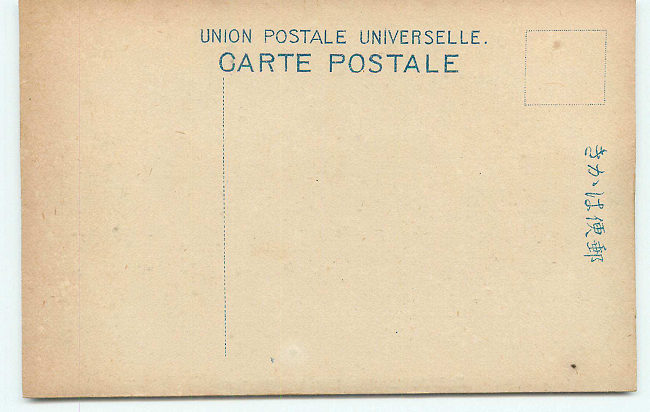 UNION POSTALE UNIVERSELLE.
CARTE POSTALE
きかは便郵